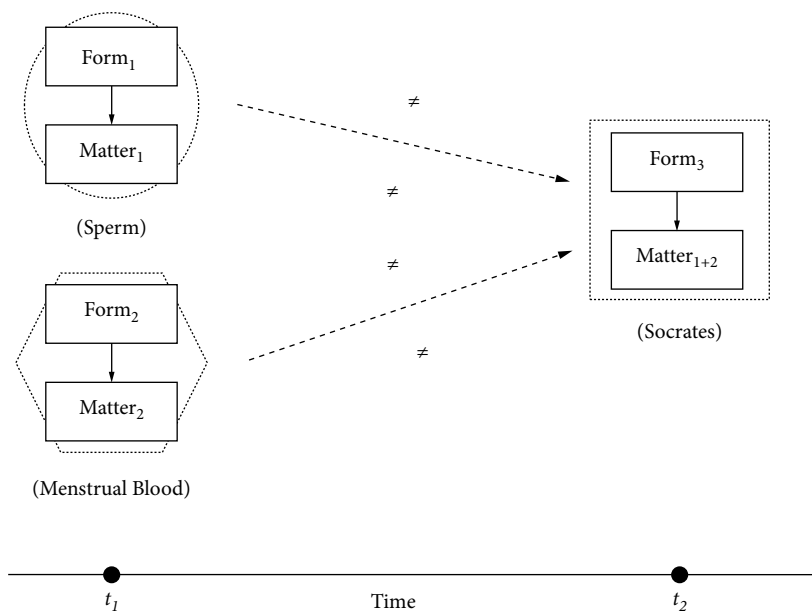 Form₁
Matter₁
(Sperm)
Form₂
Matter₂
(Menstrual Blood)
≠
≠
≠
≠
Form₃
Matter₁₊₂
(Socrates)
t₁
Time
t₂